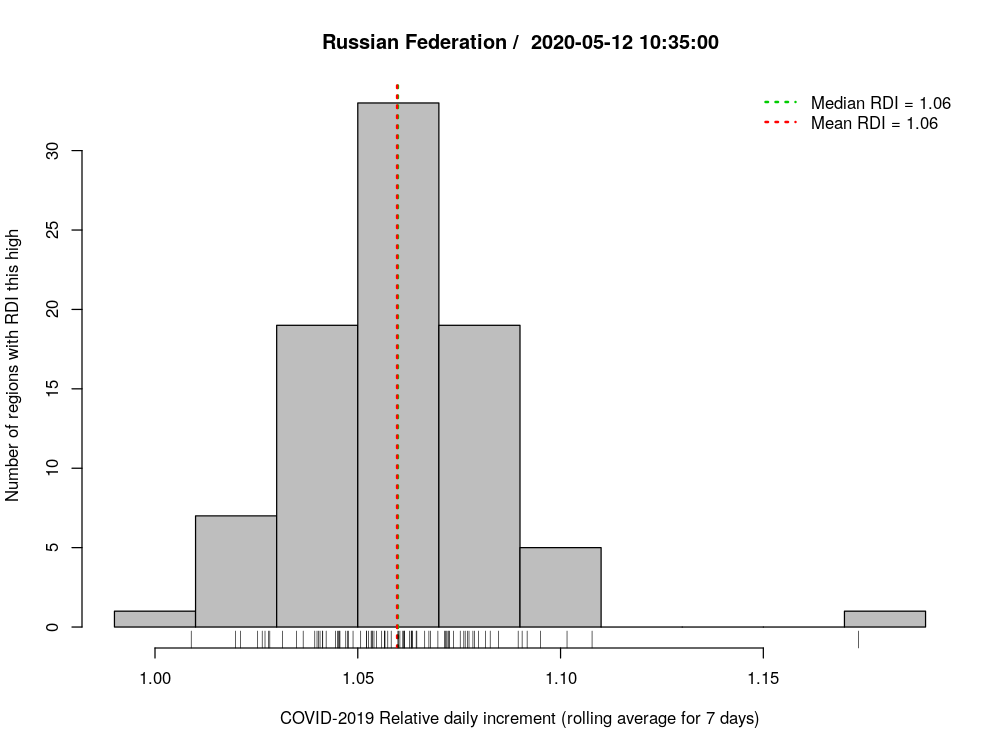 Russian Federation /  2020-05-12 10:35:00
Median RDI = 1.06
Mean RDI = 1.06
Number of regions with RDI this high
30
25
20
15
10
5
0
1.00 1.05 1.10 1.15
COVID-2019 Relative daily increment (rolling average for 7 days)